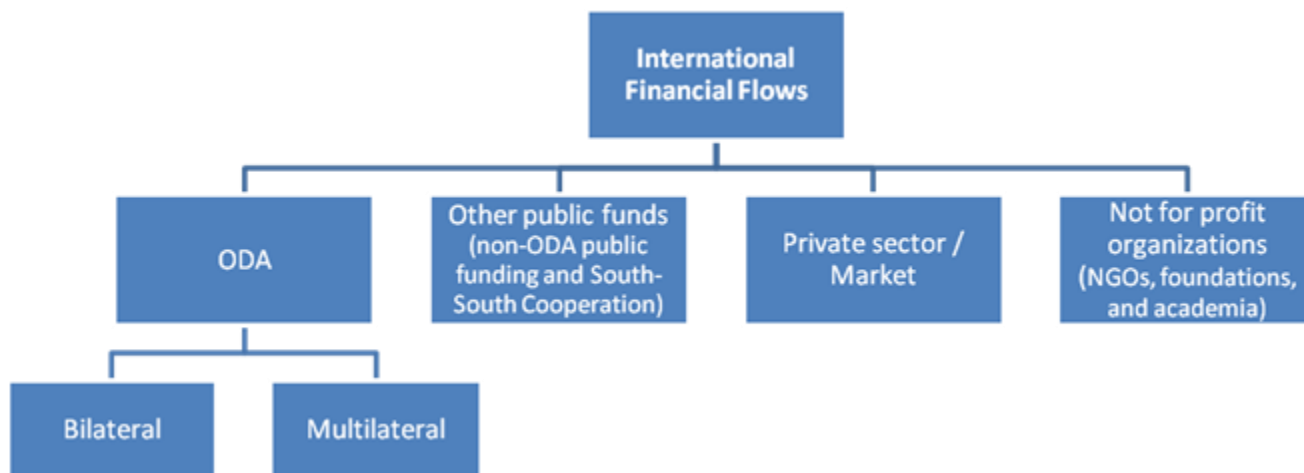 International
Financial Flows
ODA
Other public funds
(non-ODA public
funding and South-
South Cooperation)
Private sector /
Market
Not for profit
organizations
(NGOs, foundations,
and academia)
Bilateral
Multilateral